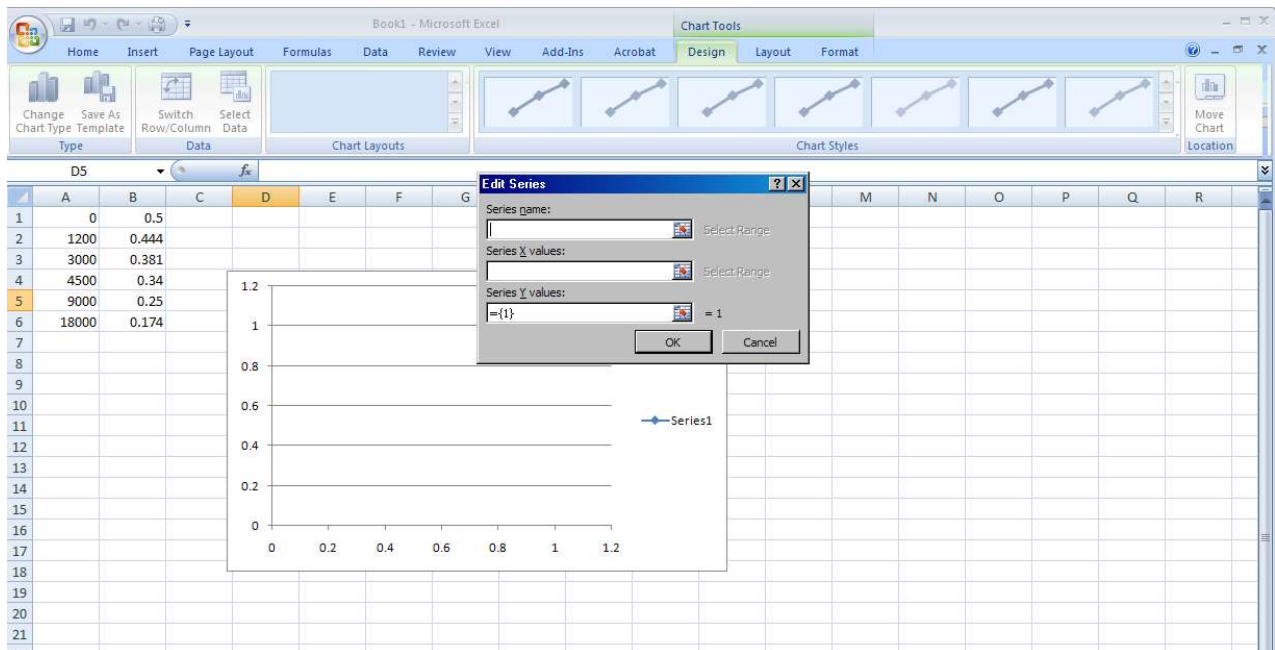 Book1 - Microsoft Excel
Chart Tools
Home Insert Page Layout Formulas Data Review View Add-Ins Acrobat Design Layout Format
Change Chart Type
Save As Template
Switch Row/Column
Select Data
Move Chart
Type Data Chart Layouts Chart Styles Location
D5 fx
A B C D E F G M N O P Q R
1 0 0.5
2 1200 0.444
3 3000 0.381
4 4500 0.34
5 9000 0.25
6 18000 0.174
7
8
9
10
11
12
13
14
15
16
17
18
19
20
21
Edit Series
Series name:
Select Range
Series X values:
Select Range
Series Y values:
={1} = 1
OK Cancel
1.2
1
0.8
0.6
0.4
0.2
0
0 0.2 0.4 0.6 0.8 1 1.2
Series1